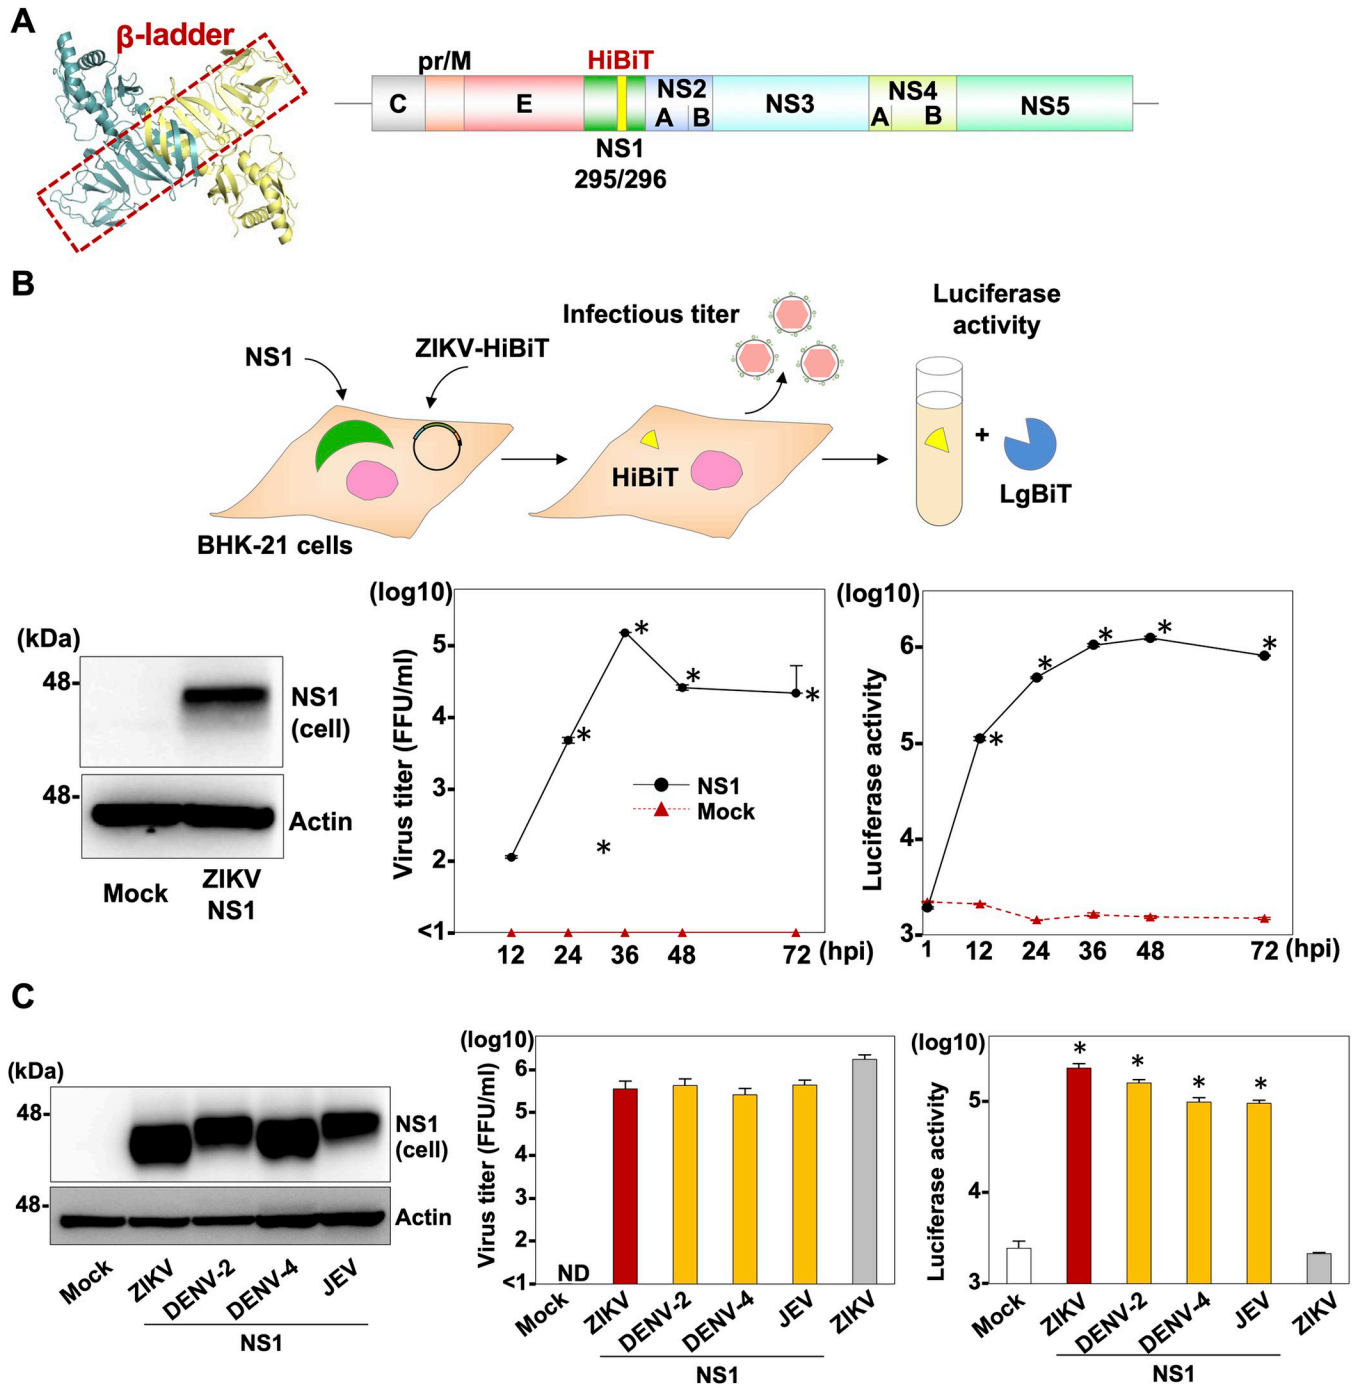 A
β-ladder
pr/M
HiBiT
C
E
NS2
A B
NS3
NS4
A B
NS5
NS1
295/296
B
NS1
ZIKV-HiBiT
Infectious titer
Luciferase
activity
HiBiT
+
LgBiT
BHK-21 cells
(kDa)
48
NS1
(cell)
48
Actin
Mock
ZIKV
NS1
(log10)
Virus titer (FFU/ml)
5
4
3
2
<1
*
*
*
*
*
NS1
Mock
12 24 36 48 72 (hpi)
(log10)
Luciferase activity
6
5
4
3
*
*
*
*
*
1 12 24 36 48 72 (hpi)
C
(kDa)
48
NS1
(cell)
48
Actin
Mock
ZIKV
DENV-2
DENV-4
JEV
NS1
(log10)
Virus titer (FFU/ml)
6
5
4
3
2
<1
ND
Mock
ZIKV
DENV-2
DENV-4
JEV
ZIKV
NS1
(log10)
Luciferase activity
5
4
3
* * * *
Mock
ZIKV
DENV-2
DENV-4
JEV
ZIKV
NS1